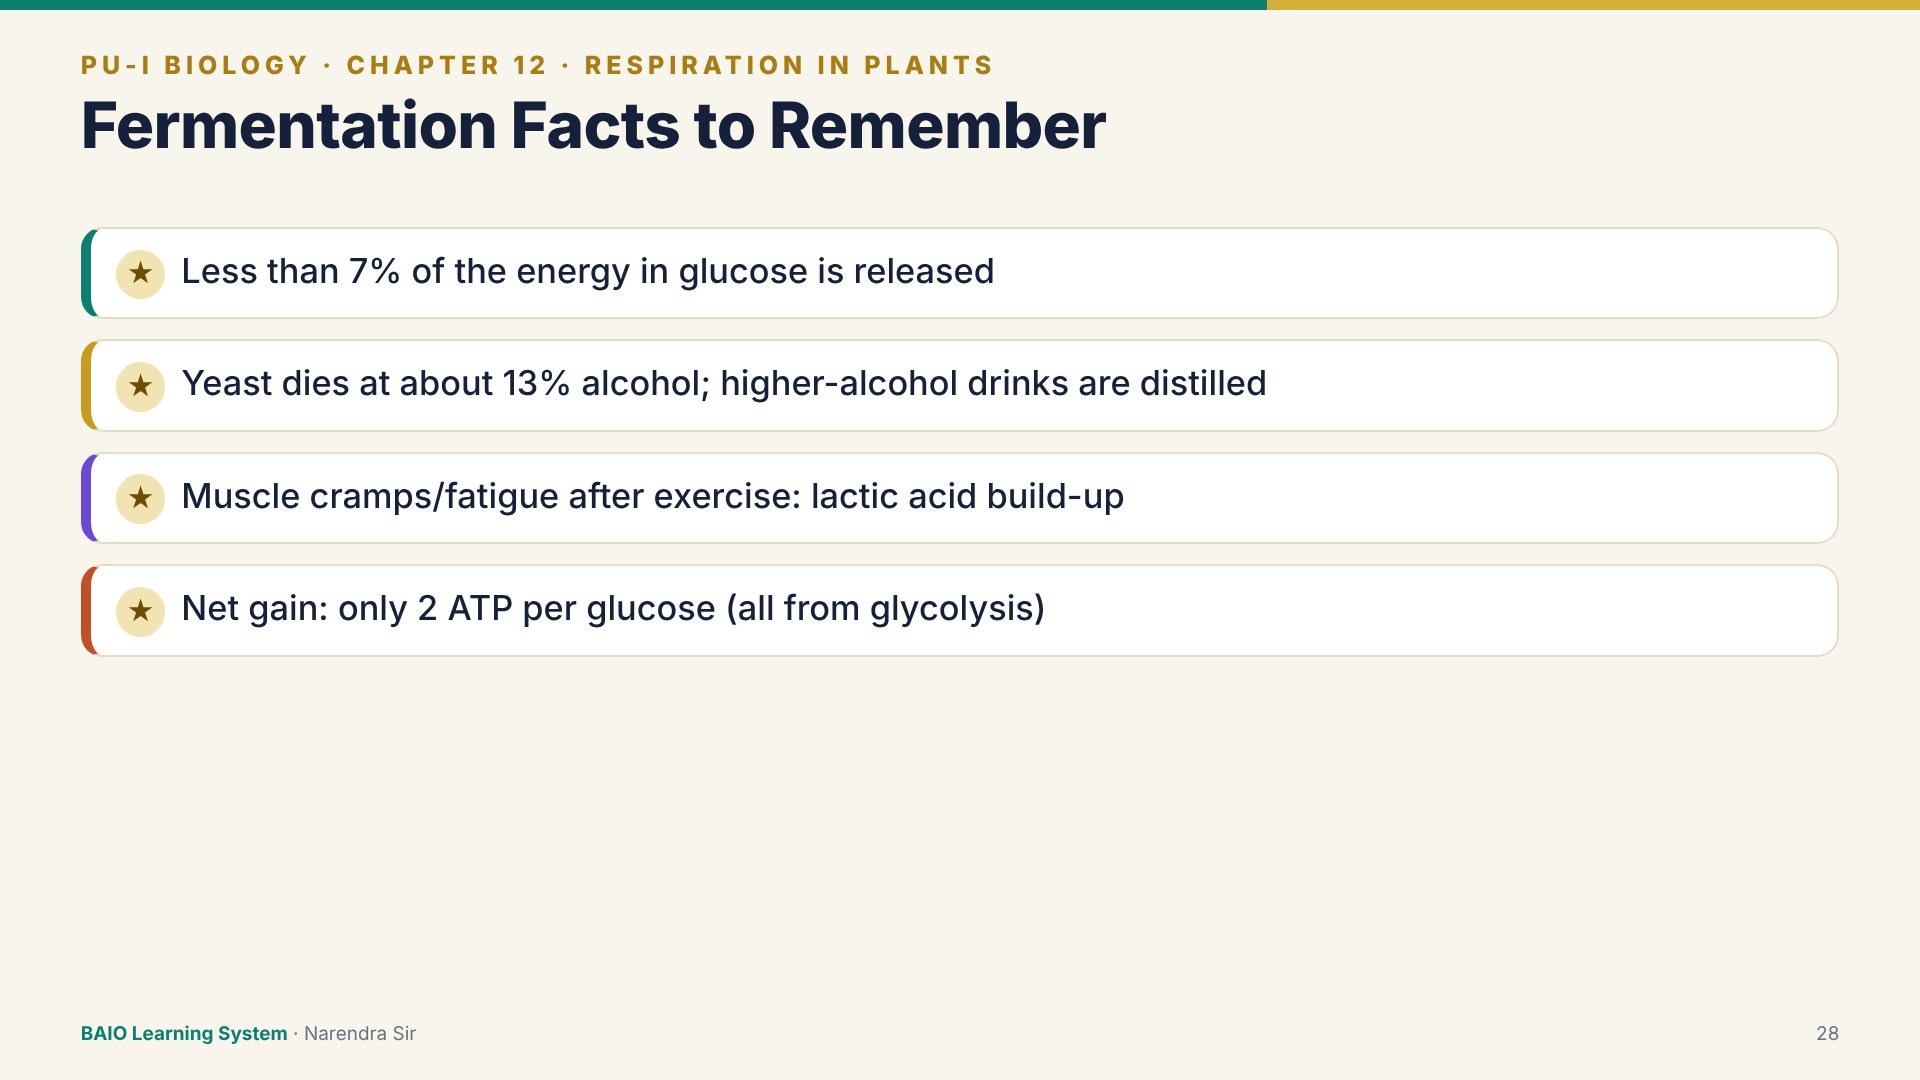 PU-I BIOLOGY · CHAPTER 12 · RESPIRATION IN PLANTS
Fermentation Facts to Remember
★ Less than 7% of the energy in glucose is released
★ Yeast dies at about 13% alcohol; higher-alcohol drinks are distilled
★ Muscle cramps/fatigue after exercise: lactic acid build-up
★ Net gain: only 2 ATP per glucose (all from glycolysis)
BAIO Learning System · Narendra Sir
28